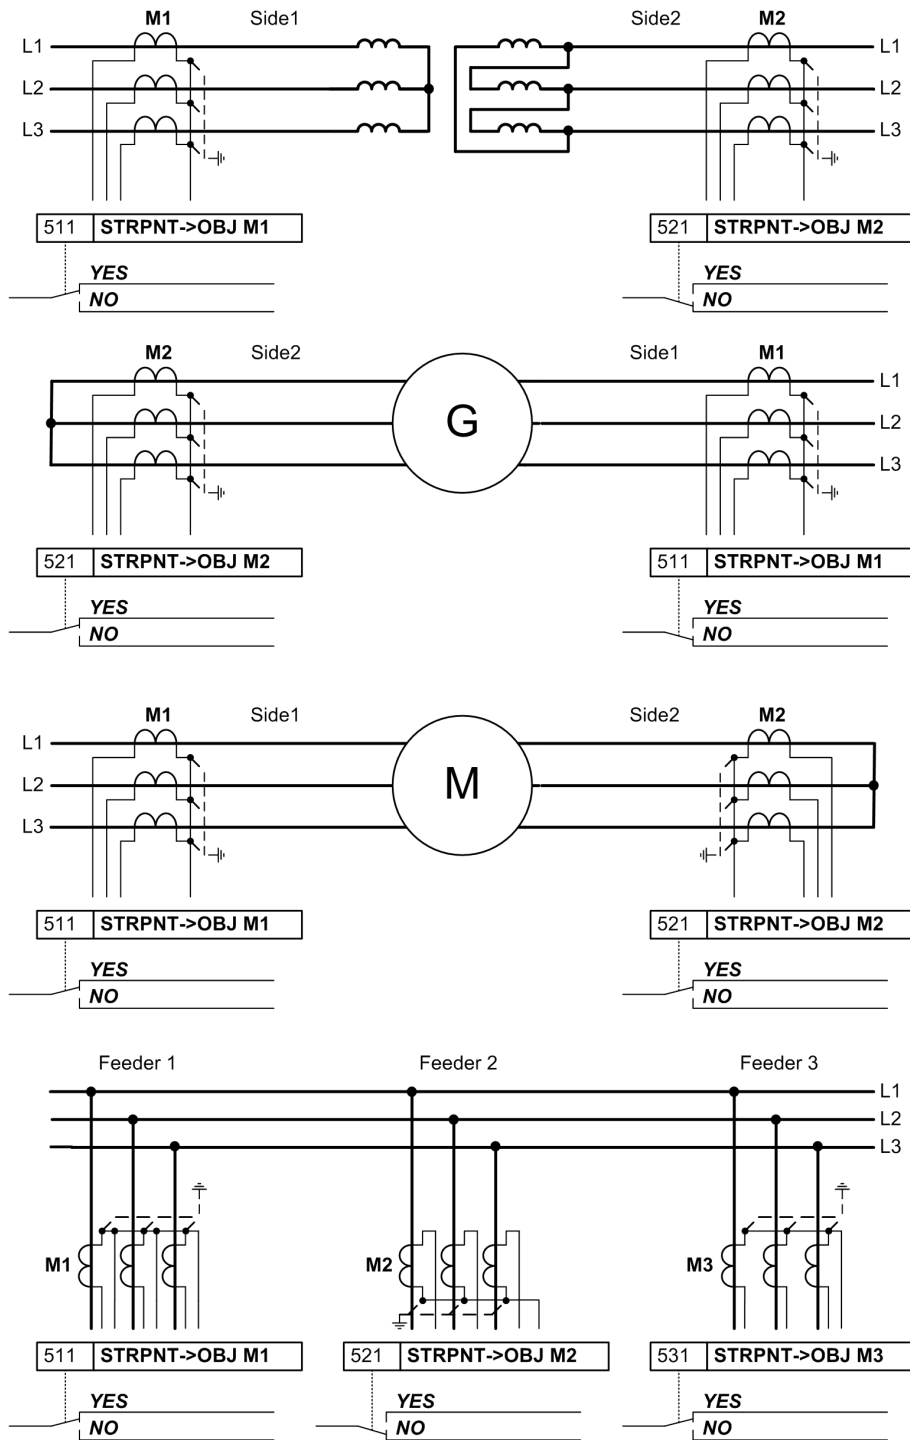 M1 Side1 Side2 M2
L1 L1
L2 L2
L3 L3
511 STRPNT->OBJ M1 521 STRPNT->OBJ M2
YES YES
NO NO
M2 Side2 Side1 M1
L1
G L2
L3
521 STRPNT->OBJ M2 511 STRPNT->OBJ M1
YES YES
NO NO
M1 Side1 Side2 M2
L1
L2 M
L3
511 STRPNT->OBJ M1 521 STRPNT->OBJ M2
YES YES
NO NO
Feeder 1 Feeder 2 Feeder 3
L1
L2
L3
M1 M2 M3
511 STRPNT->OBJ M1 521 STRPNT->OBJ M2 531 STRPNT->OBJ M3
YES YES YES
NO NO NO